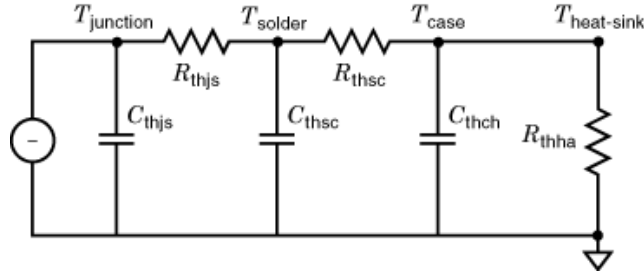 T_junction T_solder T_case T_heat-sink
R_thjs R_thsc
C_thjs C_thsc C_thch R_thha
−